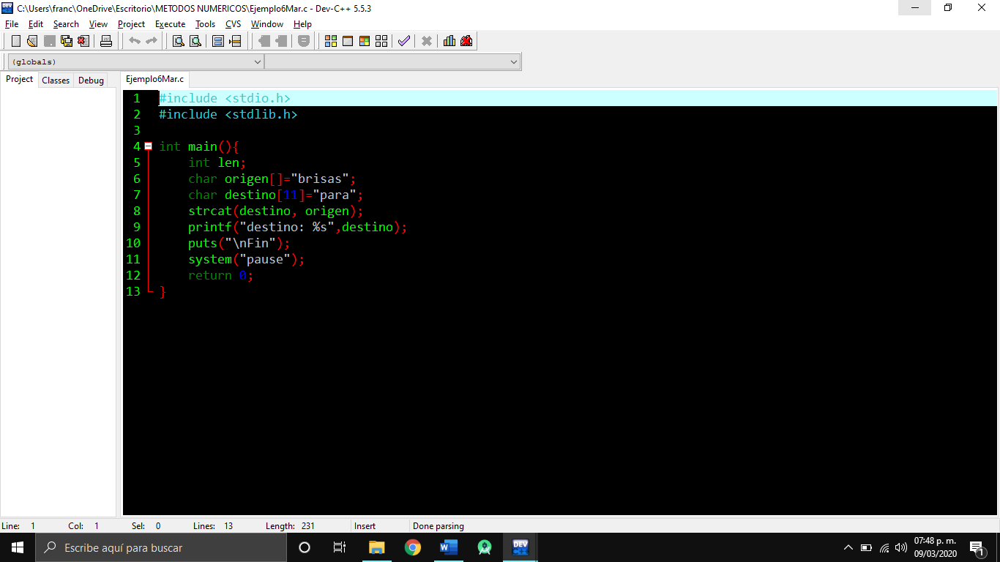 C:\Users\franc\OneDrive\Escritorio\METODOS NUMERICOS\Ejemplo6Mar.c - Dev-C++ 5.5.3
File Edit Search View Project Execute Tools CVS Window Help
(globals)
Project Classes Debug
Ejemplo6Mar.c
1 #include <stdio.h>
2 #include <stdlib.h>
3
4 int main(){
5 int len;
6 char origen[]="brisas";
7 char destino[11]="para";
8 strcat(destino, origen);
9 printf("destino: %s",destino);
10 puts("\nFin");
11 system("pause");
12 return 0;
13 }
Line: 1 Col: 1 Sel: 0 Lines: 13 Length: 231 Insert Done parsing
Escribe aquí para buscar
W
DEV C++
07:48 p. m.
09/03/2020
1